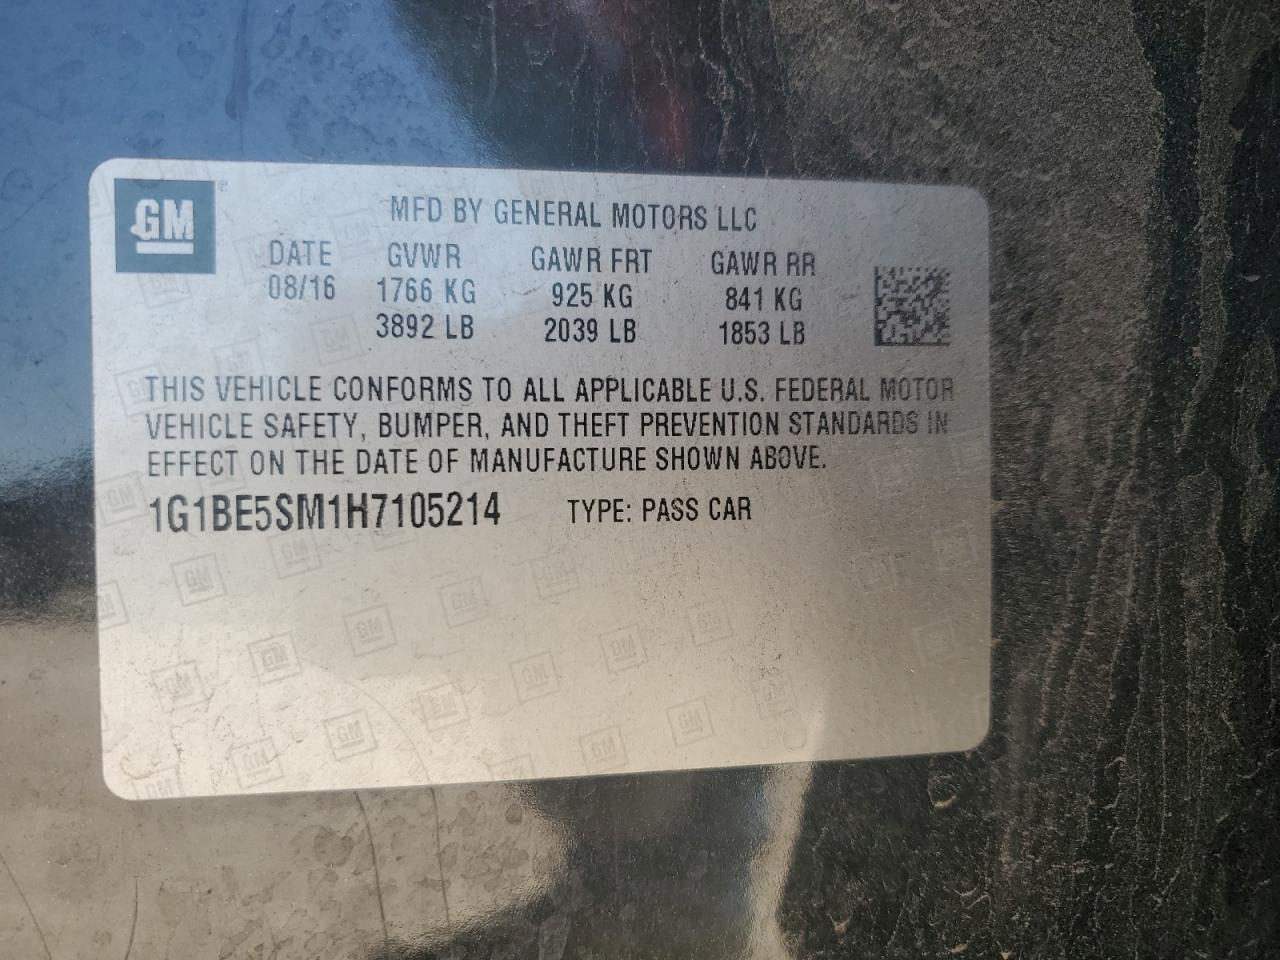 GM
MFD BY GENERAL MOTORS LLC
DATE GVWR GAWR FRT GAWR RR
08/16 1766 KG 925 KG 841 KG
3892 LB 2039 LB 1853 LB
THIS VEHICLE CONFORMS TO ALL APPLICABLE U.S. FEDERAL MOTOR
VEHICLE SAFETY, BUMPER, AND THEFT PREVENTION STANDARDS IN
EFFECT ON THE DATE OF MANUFACTURE SHOWN ABOVE.
1G1BE5SM1H7105214 TYPE: PASS CAR